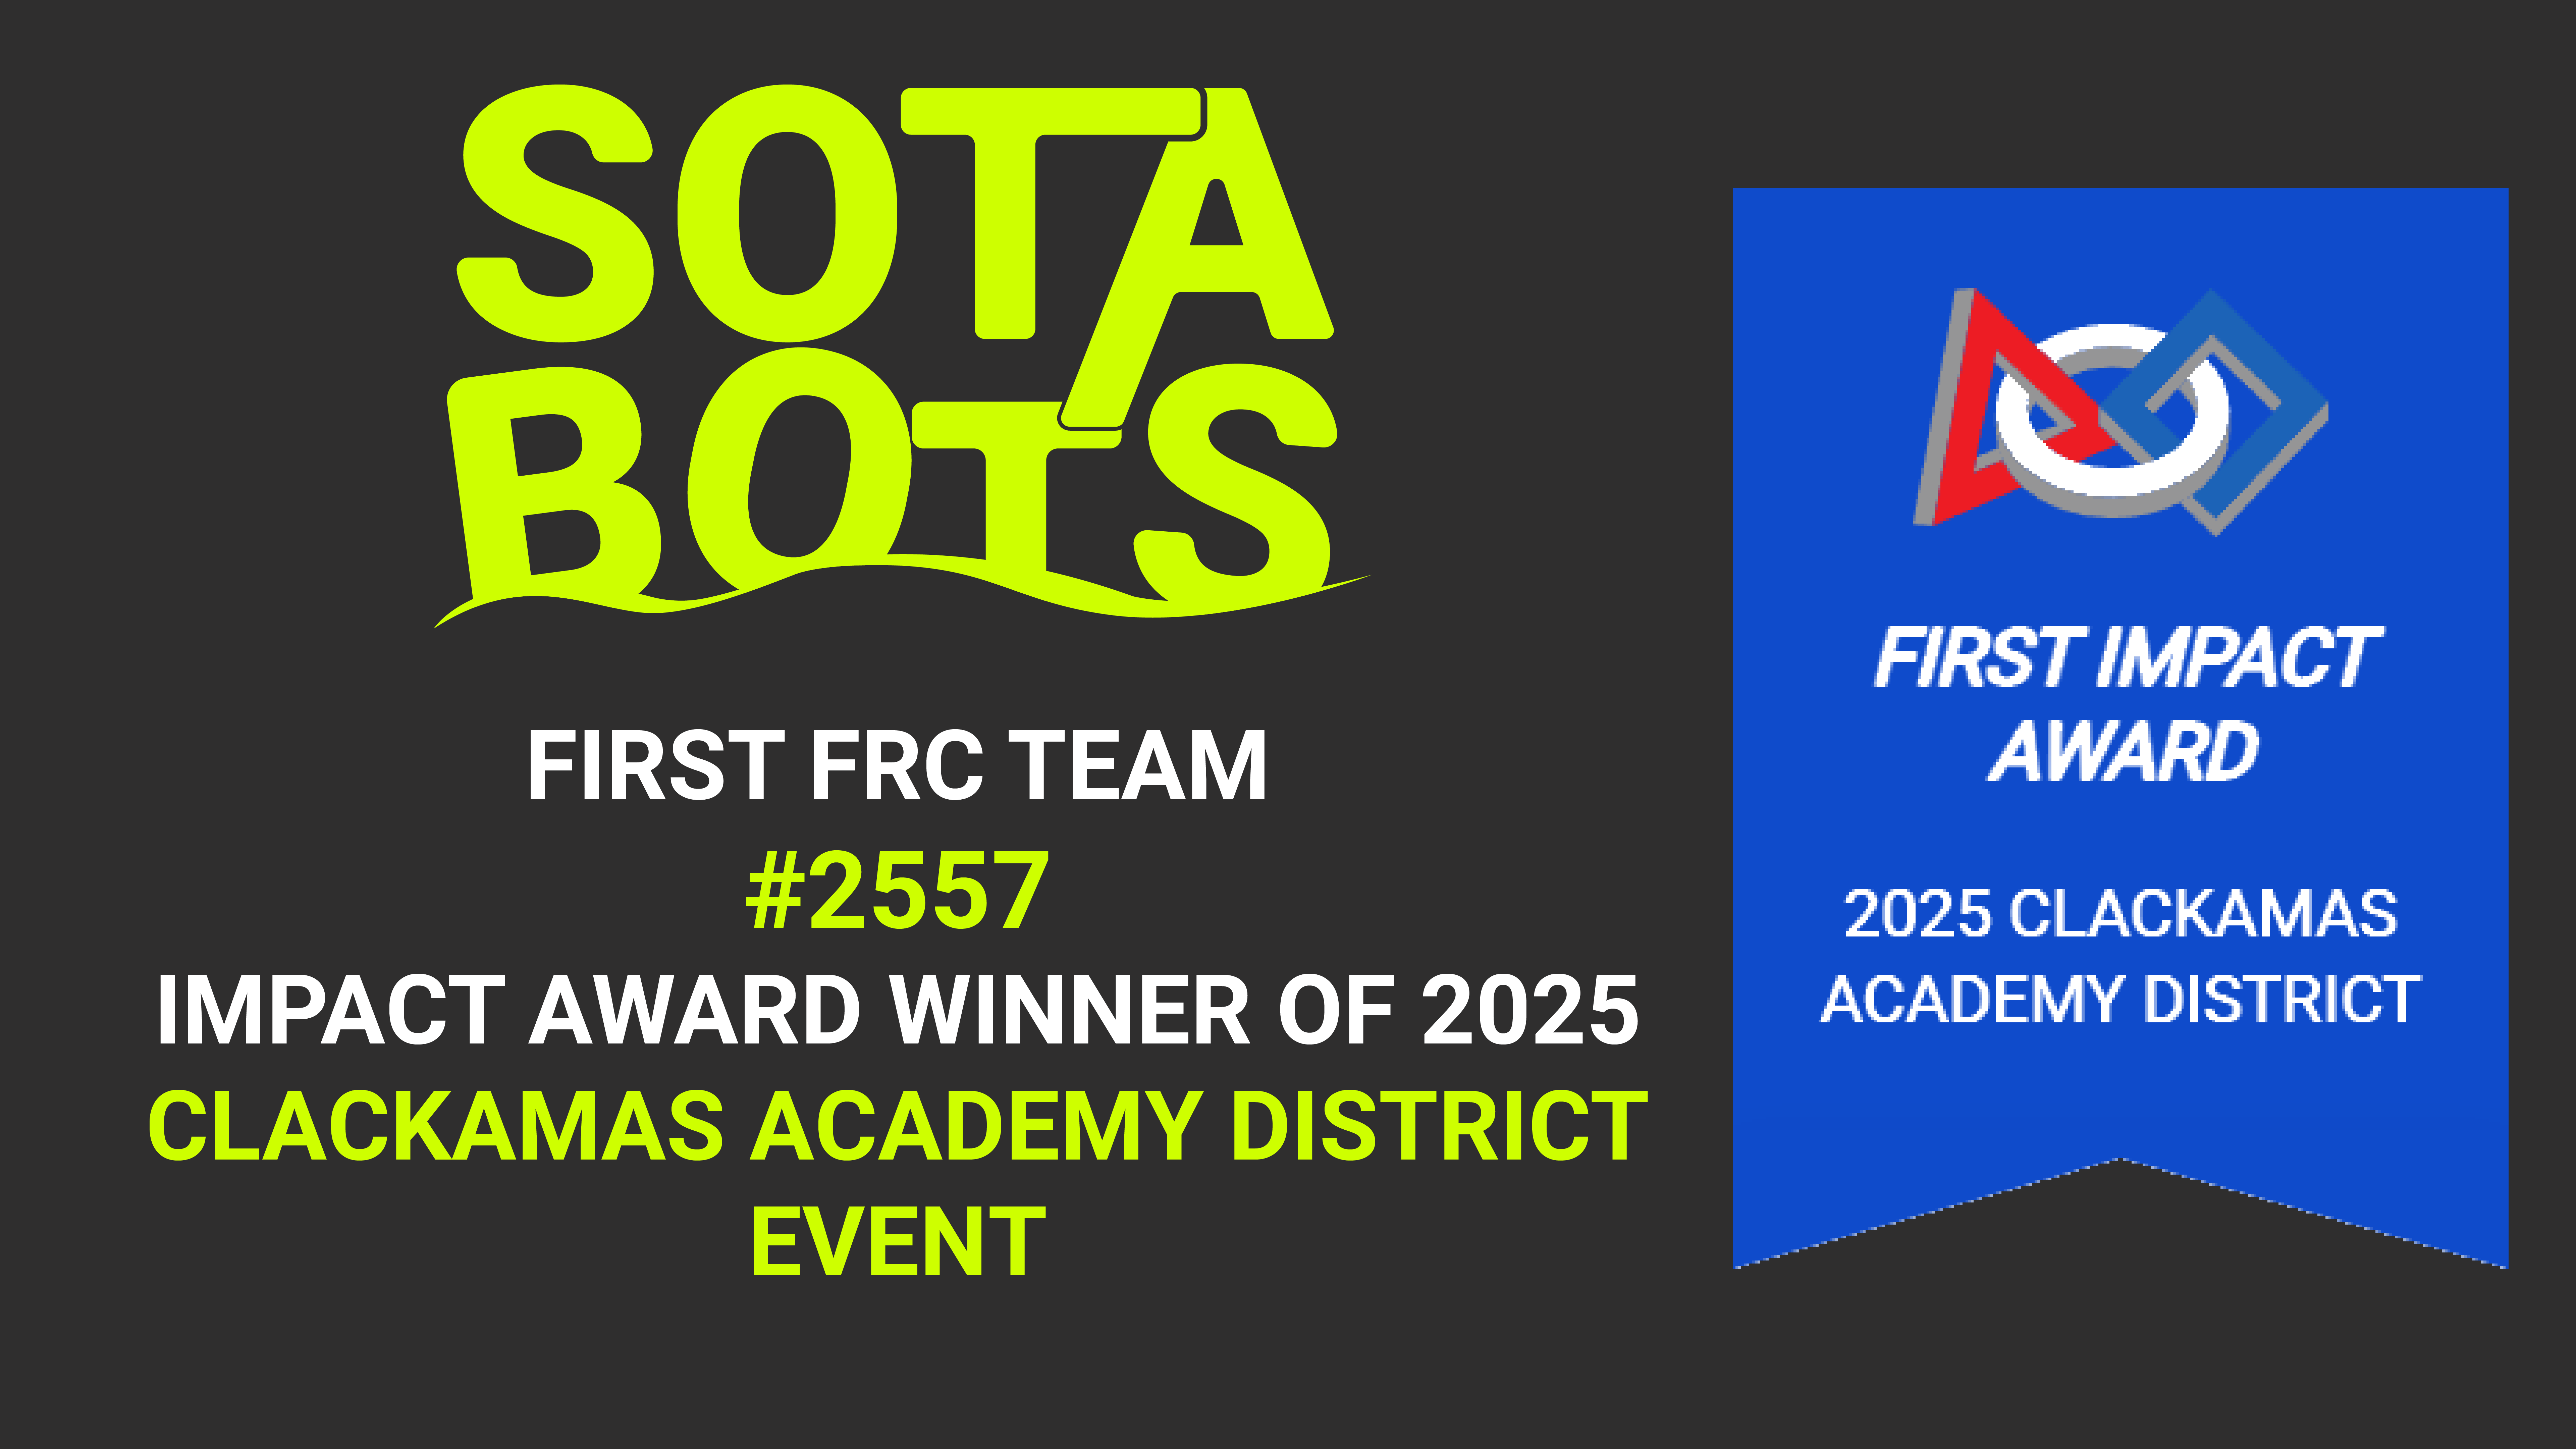 SOTA
BOTS
FIRST FRC TEAM
#2557
IMPACT AWARD WINNER OF 2025
CLACKAMAS ACADEMY DISTRICT
EVENT
FIRST IMPACT
AWARD
2025 CLACKAMAS
ACADEMY DISTRICT